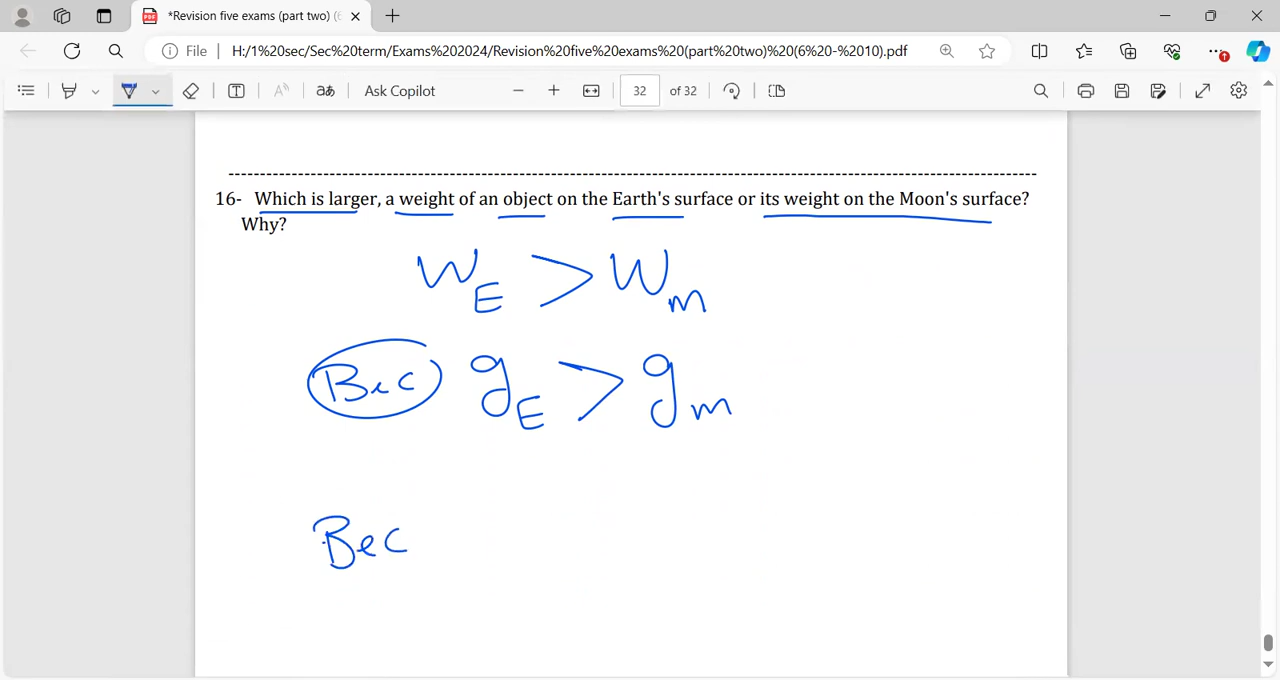 *Revision five exams (part two) (6
File
H:/1%20sec/Sec%20term/Exams%202024/Revision%20five%20exams%20(part%20two)%20(6%20-%2010).pdf
Ask Copilot
32 of 32
16- Which is larger, a weight of an object on the Earth's surface or its weight on the Moon's surface?
Why?
W_E > W_m
Bec g_E > g_m
Bec